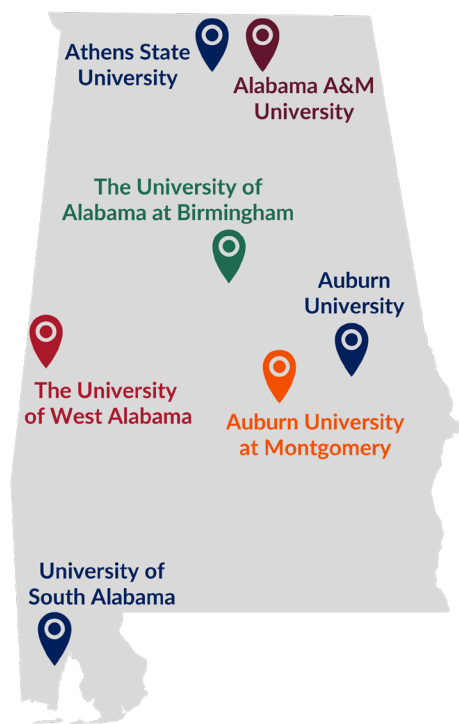 Athens State
University
Alabama A&M
University
The University of
Alabama at Birmingham
Auburn
University
The University
of West Alabama
Auburn University
at Montgomery
University of
South Alabama